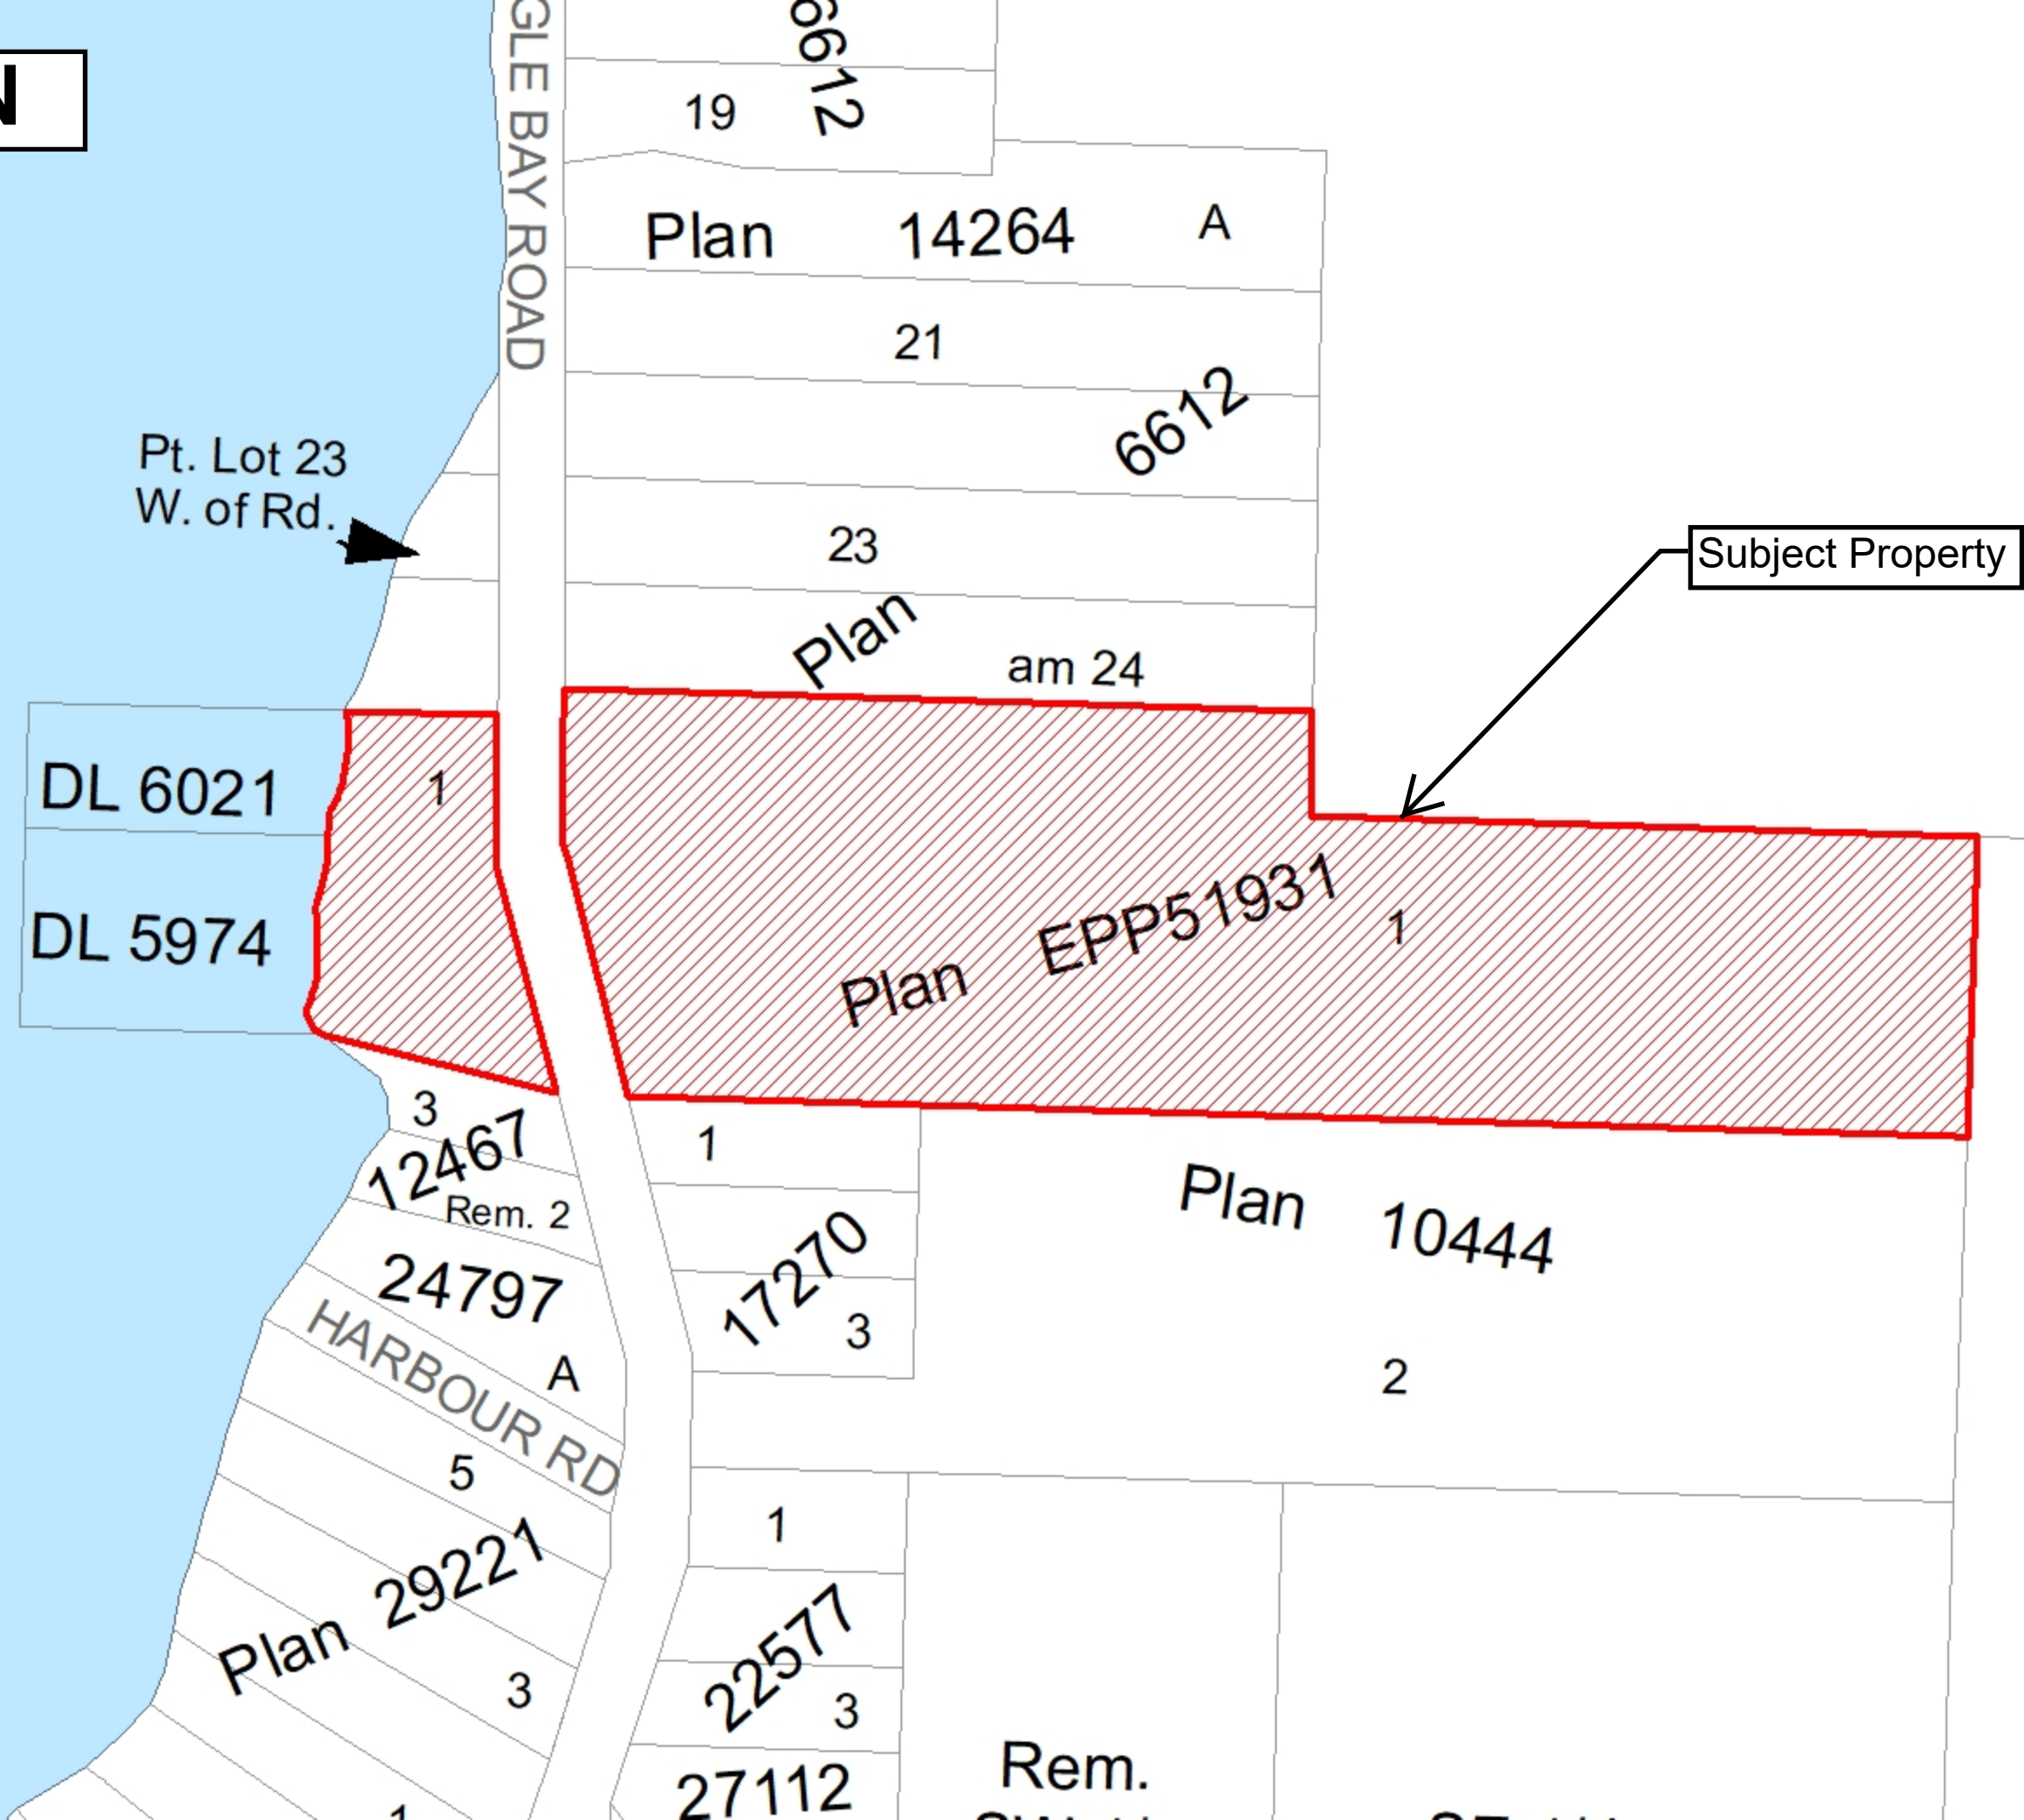 N
GLE BAY ROAD
6612
19
Plan 14264 A
21
6612
Pt. Lot 23
W. of Rd.
23
Subject Property
Plan
am 24
DL 6021
1
DL 5974
Plan EPP51931
1
3
12467
Rem. 2
1
Plan 10444
17270
3
24797
A
HARBOUR RD
2
5
1
Plan 29221
3
22577
3
1
27112
Rem.